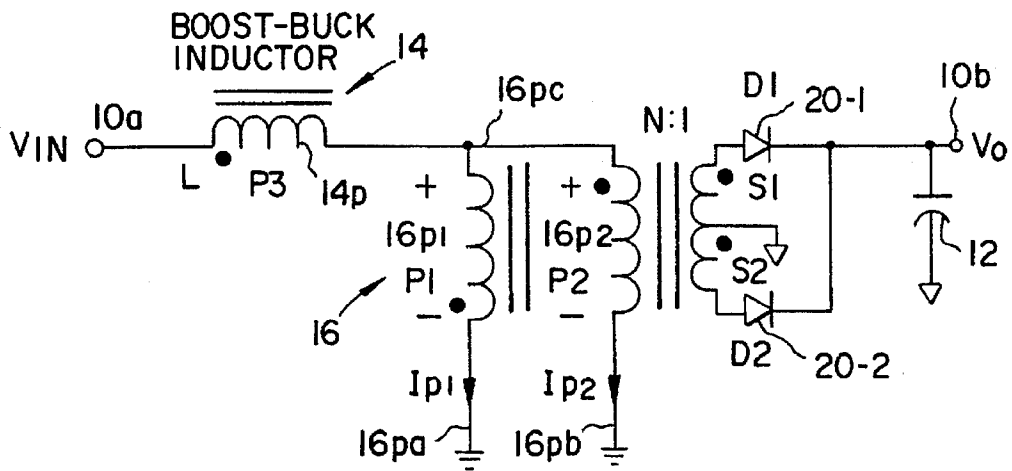 BOOST-BUCK
INDUCTOR
14
10a
VIN
L
P3
14p
16pc
N:1
D1
20-1
10b
Vo
+
16p1
P1
−
16
+
16p2
P2
−
S1
S2
D2
20-2
12
Ip1
16pa
Ip2
16pb